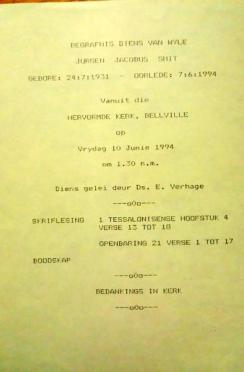 BEGRAFNIS DIENS VAN WYLE
JURGEN JACOBUS SMIT
GEBORE: 24:7:1931 - OORLEDE: 7:6:1994
Vanuit die
HERVORMDE KERK, BELLVILLE
op
Vrydag 10 Junie 1994
om 1.30 n.m.
Diens gelei deur Ds. E. Verhage
---oOo---
SKRIFLESING 1 TESSALONISENSE HOOFSTUK 4
VERSE 13 TOT 18
OPENBARING 21 VERSE 1 TOT 17
BOODSKAP
---oOo---
BEDANKINGS IN KERK
---oOo---